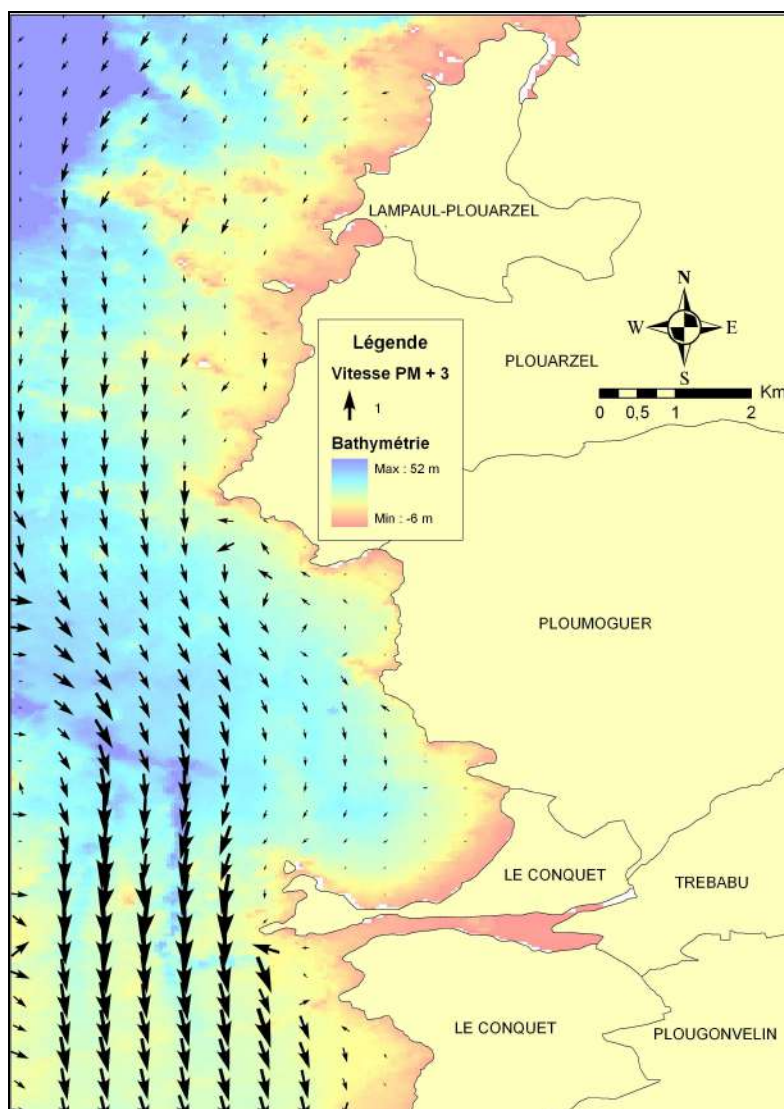 LAMPAUL-PLOUARZEL
N
W E
S
PLOUARZEL
Km
0 0,5 1 2
Légende
Vitesse PM + 3
1
Bathymétrie
Max : 52 m
Min : -6 m
PLOUMOGUER
LE CONQUET
TREBABU
LE CONQUET
PLOUGONVELIN